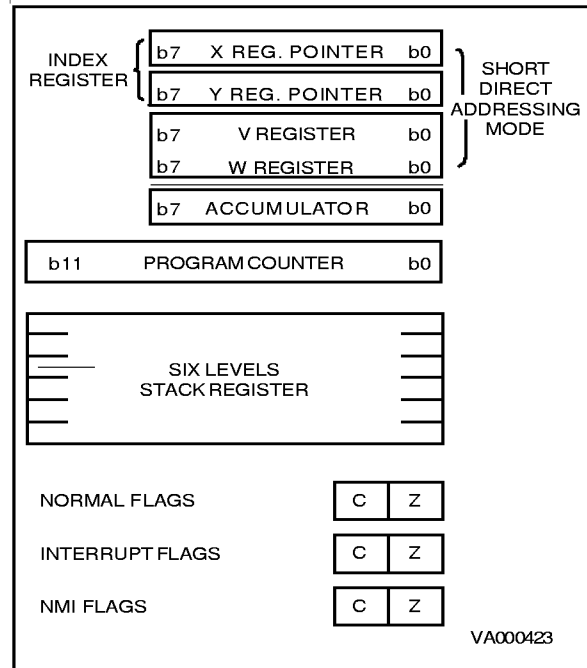 INDEX
REGISTER
b7 X REG. POINTER b0
b7 Y REG. POINTER b0
b7 V REGISTER b0
b7 W REGISTER b0
SHORT
DIRECT
ADDRESSING
MODE
b7 ACCUMULATOR b0
b11 PROGRAM COUNTER b0
SIX LEVELS
STACK REGISTER
NORMAL FLAGS C Z
INTERRUPT FLAGS C Z
NMI FLAGS C Z
VA000423